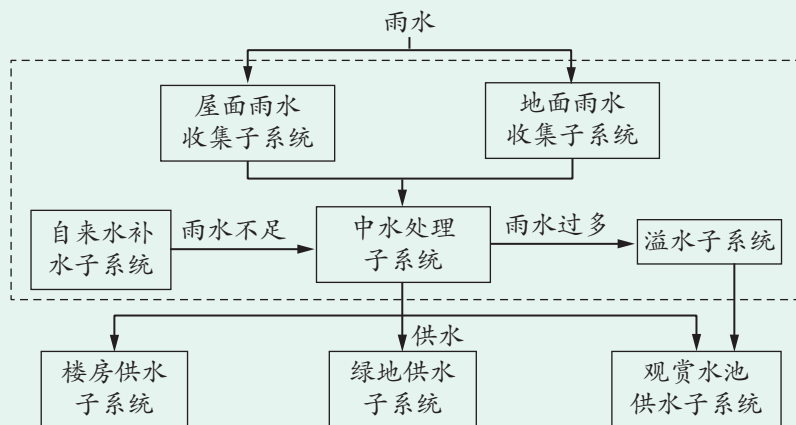 雨水
屋面雨水
收集子系统
地面雨水
收集子系统
自来水补
水子系统
雨水不足
中水处理
子系统
雨水过多
溢水子系统
供水
楼房供水
子系统
绿地供水
子系统
观赏水池
供水子系统